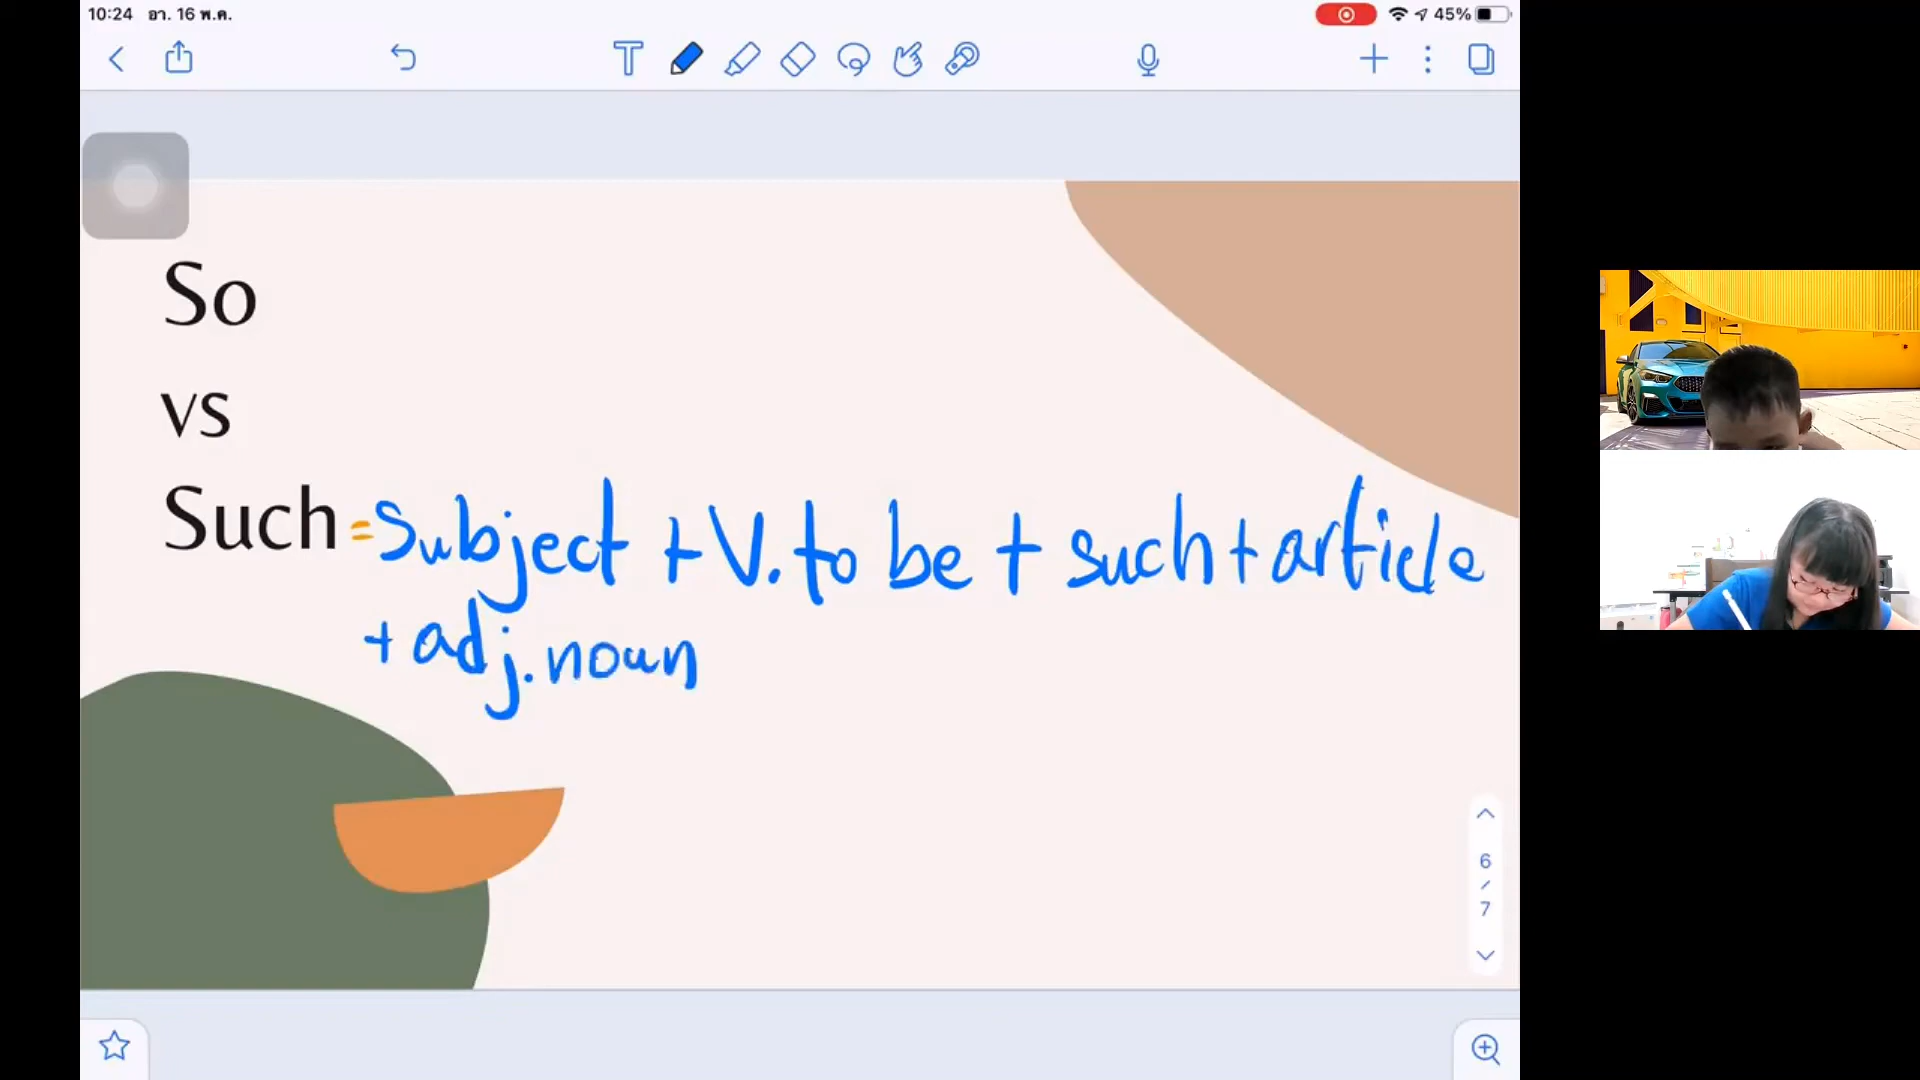 10:24 อา. 16 พ.ค.
45%
So
vs
Such = Subject + V. to be + such + article
+ adj. noun
6
/
7